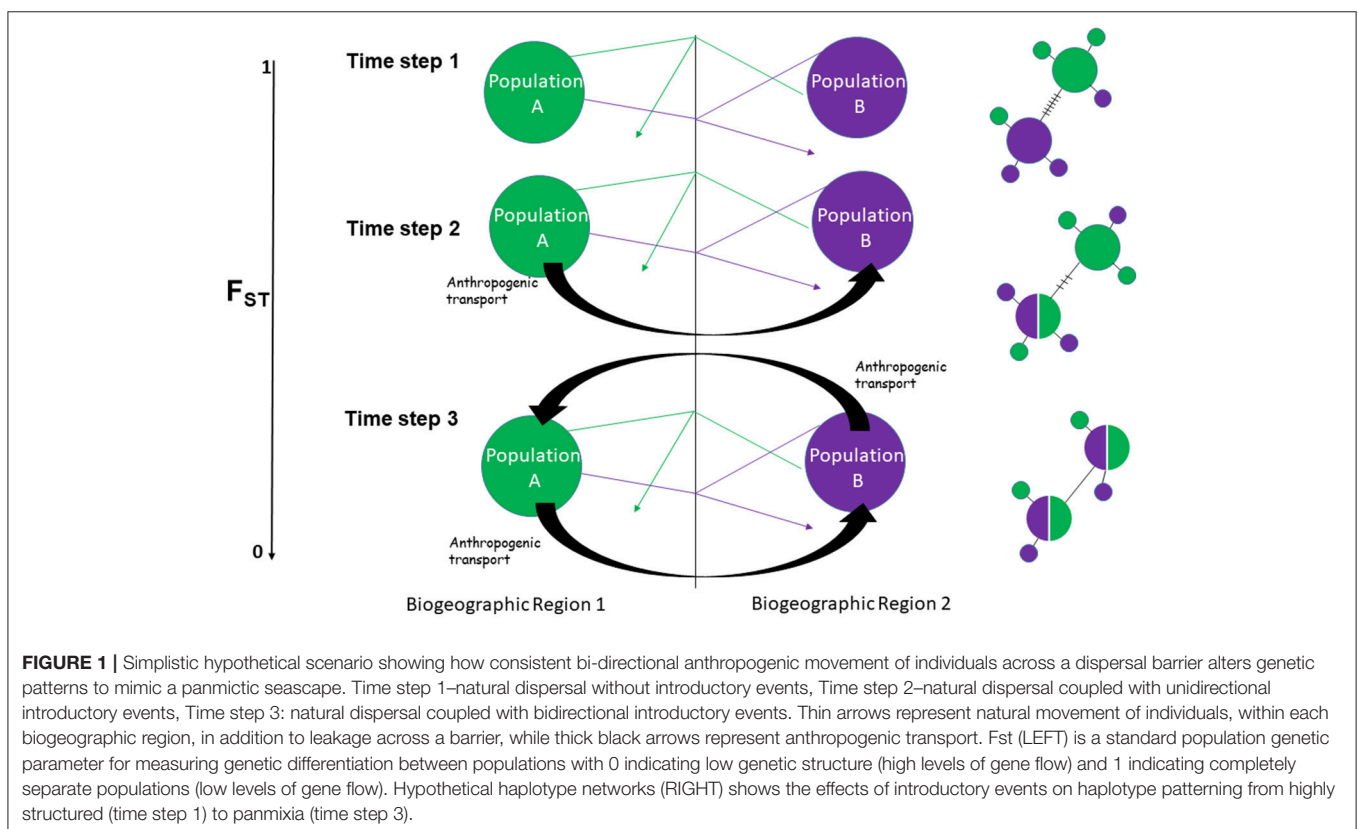 Time step 1
1
Population
A
Population
B
Time step 2
Population
A
Population
B
Anthropogenic
transport
FST
Anthropogenic
transport
Time step 3
Population
A
Population
B
Anthropogenic
transport
0
Biogeographic Region 1
Biogeographic Region 2
FIGURE 1 | Simplistic hypothetical scenario showing how consistent bi-directional anthropogenic movement of individuals across a dispersal barrier alters genetic
patterns to mimic a panmictic seascape. Time step 1–natural dispersal without introductory events, Time step 2–natural dispersal coupled with unidirectional
introductory events, Time step 3: natural dispersal coupled with bidirectional introductory events. Thin arrows represent natural movement of individuals, within each
biogeographic region, in addition to leakage across a barrier, while thick black arrows represent anthropogenic transport. Fst (LEFT) is a standard population genetic
parameter for measuring genetic differentiation between populations with 0 indicating low genetic structure (high levels of gene flow) and 1 indicating completely
separate populations (low levels of gene flow). Hypothetical haplotype networks (RIGHT) shows the effects of introductory events on haplotype patterning from highly
structured (time step 1) to panmixia (time step 3).